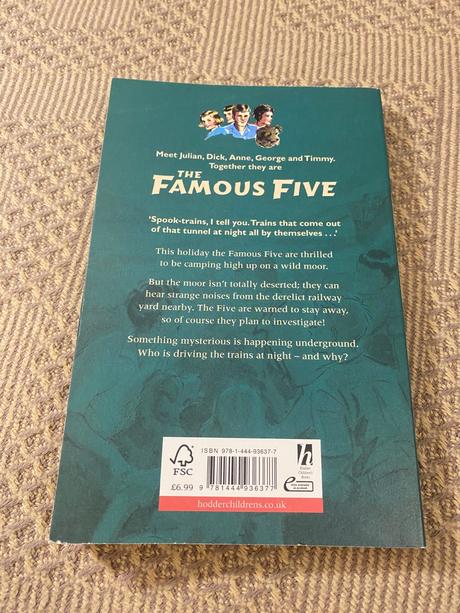 Meet Julian, Dick, Anne, George and Timmy.
Together they are
THE
FAMOUS FIVE
'Spook-trains, I tell you. Trains that come out
of that tunnel at night all by themselves . . .'
This holiday the Famous Five are thrilled
to be camping high up on a wild moor.
But the moor isn't totally deserted; they can
hear strange noises from the derelict railway
yard nearby. The Five are warned to stay away,
so of course they plan to investigate!
Something mysterious is happening underground.
Who is driving the trains at night – and why?
ISBN 978-1-444-93637-7
FSC
£6.99
9 781444 936377
h
Hodder
Children's
Books
e
hodderchildrens.co.uk